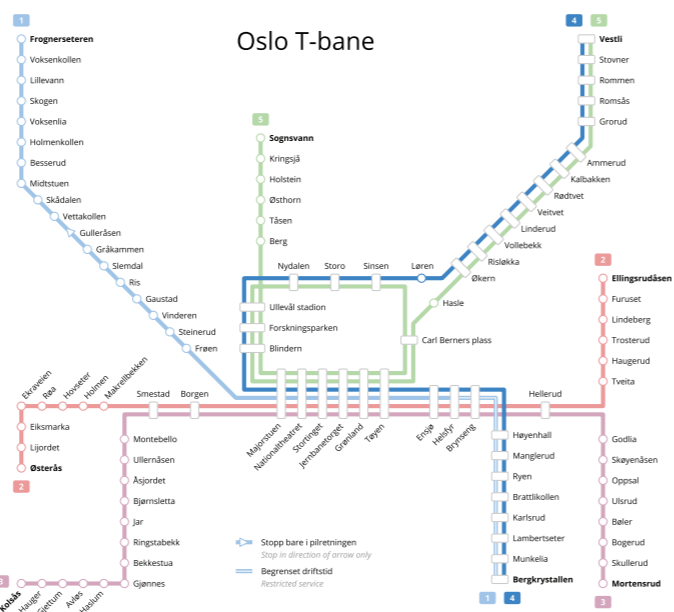 Oslo T-bane
1
Frognerseteren
Voksenkollen
Lillevann
Skogen
Voksenlia
Holmenkollen
Besserud
Midtstuen
Skådalen
Vettakollen
Gulleråsen
Gråkammen
Slemdal
Ris
Gaustad
Vinderen
Steinerud
Frøen
5
Sognsvann
Kringsjå
Holstein
Østhorn
Tåsen
Berg
Ullevål stadion
Forskningsparken
Blindern
Nydalen
Storo
Sinsen
Løren
4
5
Vestli
Stovner
Rommen
Romsås
Grorud
Ammerud
Kalbakken
Rødtvet
Veitvet
Linderud
Vollebekk
Risløkka
Økern
Hasle
Carl Berners plass
2
Ellingsrudåsen
Furuset
Lindeberg
Trosterud
Haugerud
Tveita
Hellerud
Ekraveien
Røa
Hovseter
Holmen
Makrellbekken
Smestad
Borgen
Eiksmarka
Lijordet
Østerås
2
Majorstuen
Nationaltheatret
Stortinget
Jernbanetorget
Grønland
Tøyen
Ensjø
Helsfyr
Brynseng
Montebello
Ullernåsen
Åsjordet
Bjørnsletta
Jar
Ringstabekk
Bekkestua
Gjønnes
Haslum
Avløs
Gjettum
Hauger
Kolsås
3
Høyenhall
Manglerud
Ryen
Brattlikollen
Karlsrud
Lambertseter
Munkelia
Bergkrystallen
1
4
Godlia
Skøyenåsen
Oppsal
Ulsrud
Bøler
Bogerud
Skullerud
Mortensrud
3
Stopp bare i pilretningen
Stop in direction of arrow only
Begrenset driftstid
Restricted service